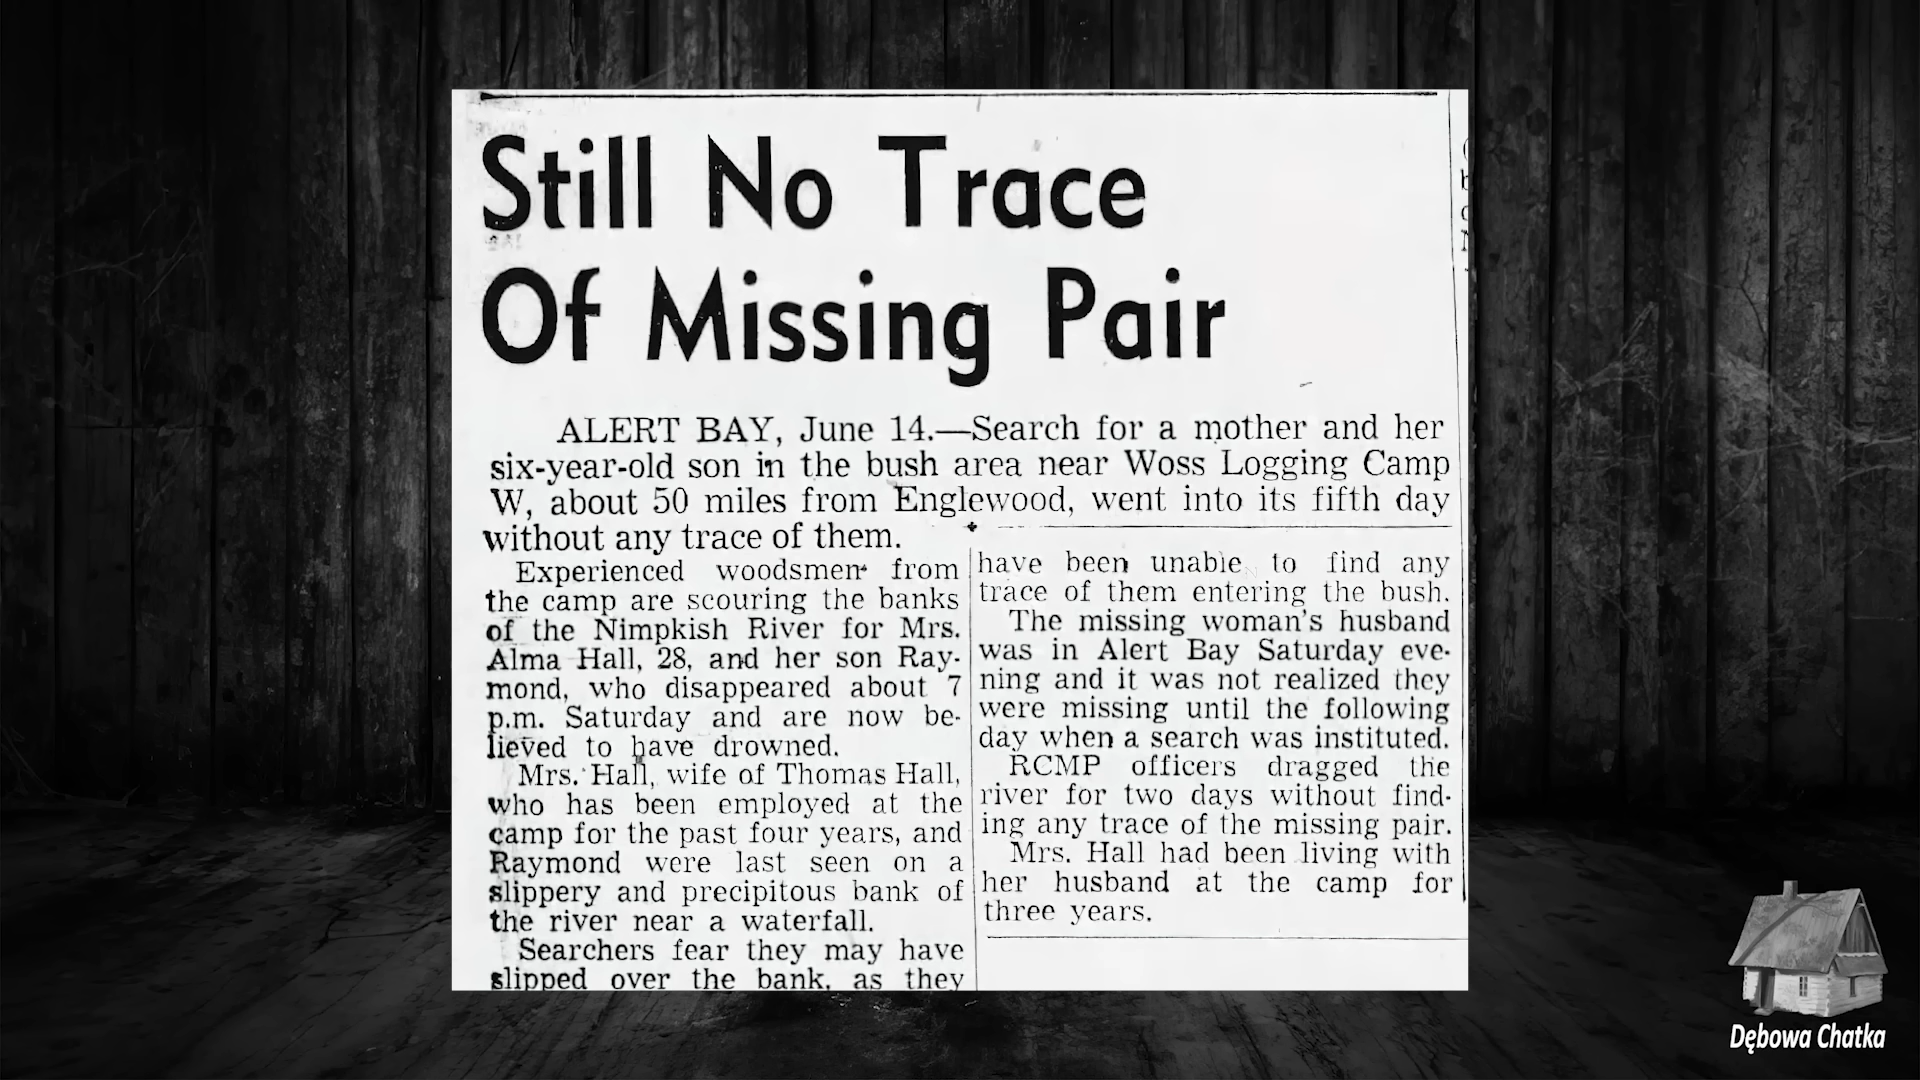 Still No Trace
Of Missing Pair
ALERT BAY, June 14.—Search for a mother and her
six-year-old son in the bush area near Woss Logging Camp
W, about 50 miles from Englewood, went into its fifth day
without any trace of them.
Experienced woodsmen from
the camp are scouring the banks
of the Nimpkish River for Mrs.
Alma Hall, 28, and her son Ray-
mond, who disappeared about 7
p.m. Saturday and are now be-
lieved to have drowned.
Mrs. Hall, wife of Thomas Hall,
who has been employed at the
camp for the past four years, and
Raymond were last seen on a
slippery and precipitous bank of
the river near a waterfall.
Searchers fear they may have
slipped over the bank, as they
have been unable to find any
trace of them entering the bush.
The missing woman's husband
was in Alert Bay Saturday eve-
ning and it was not realized they
were missing until the following
day when a search was instituted.
RCMP officers dragged the
river for two days without find-
ing any trace of the missing pair.
Mrs. Hall had been living with
her husband at the camp for
three years.
Dębowa Chatka